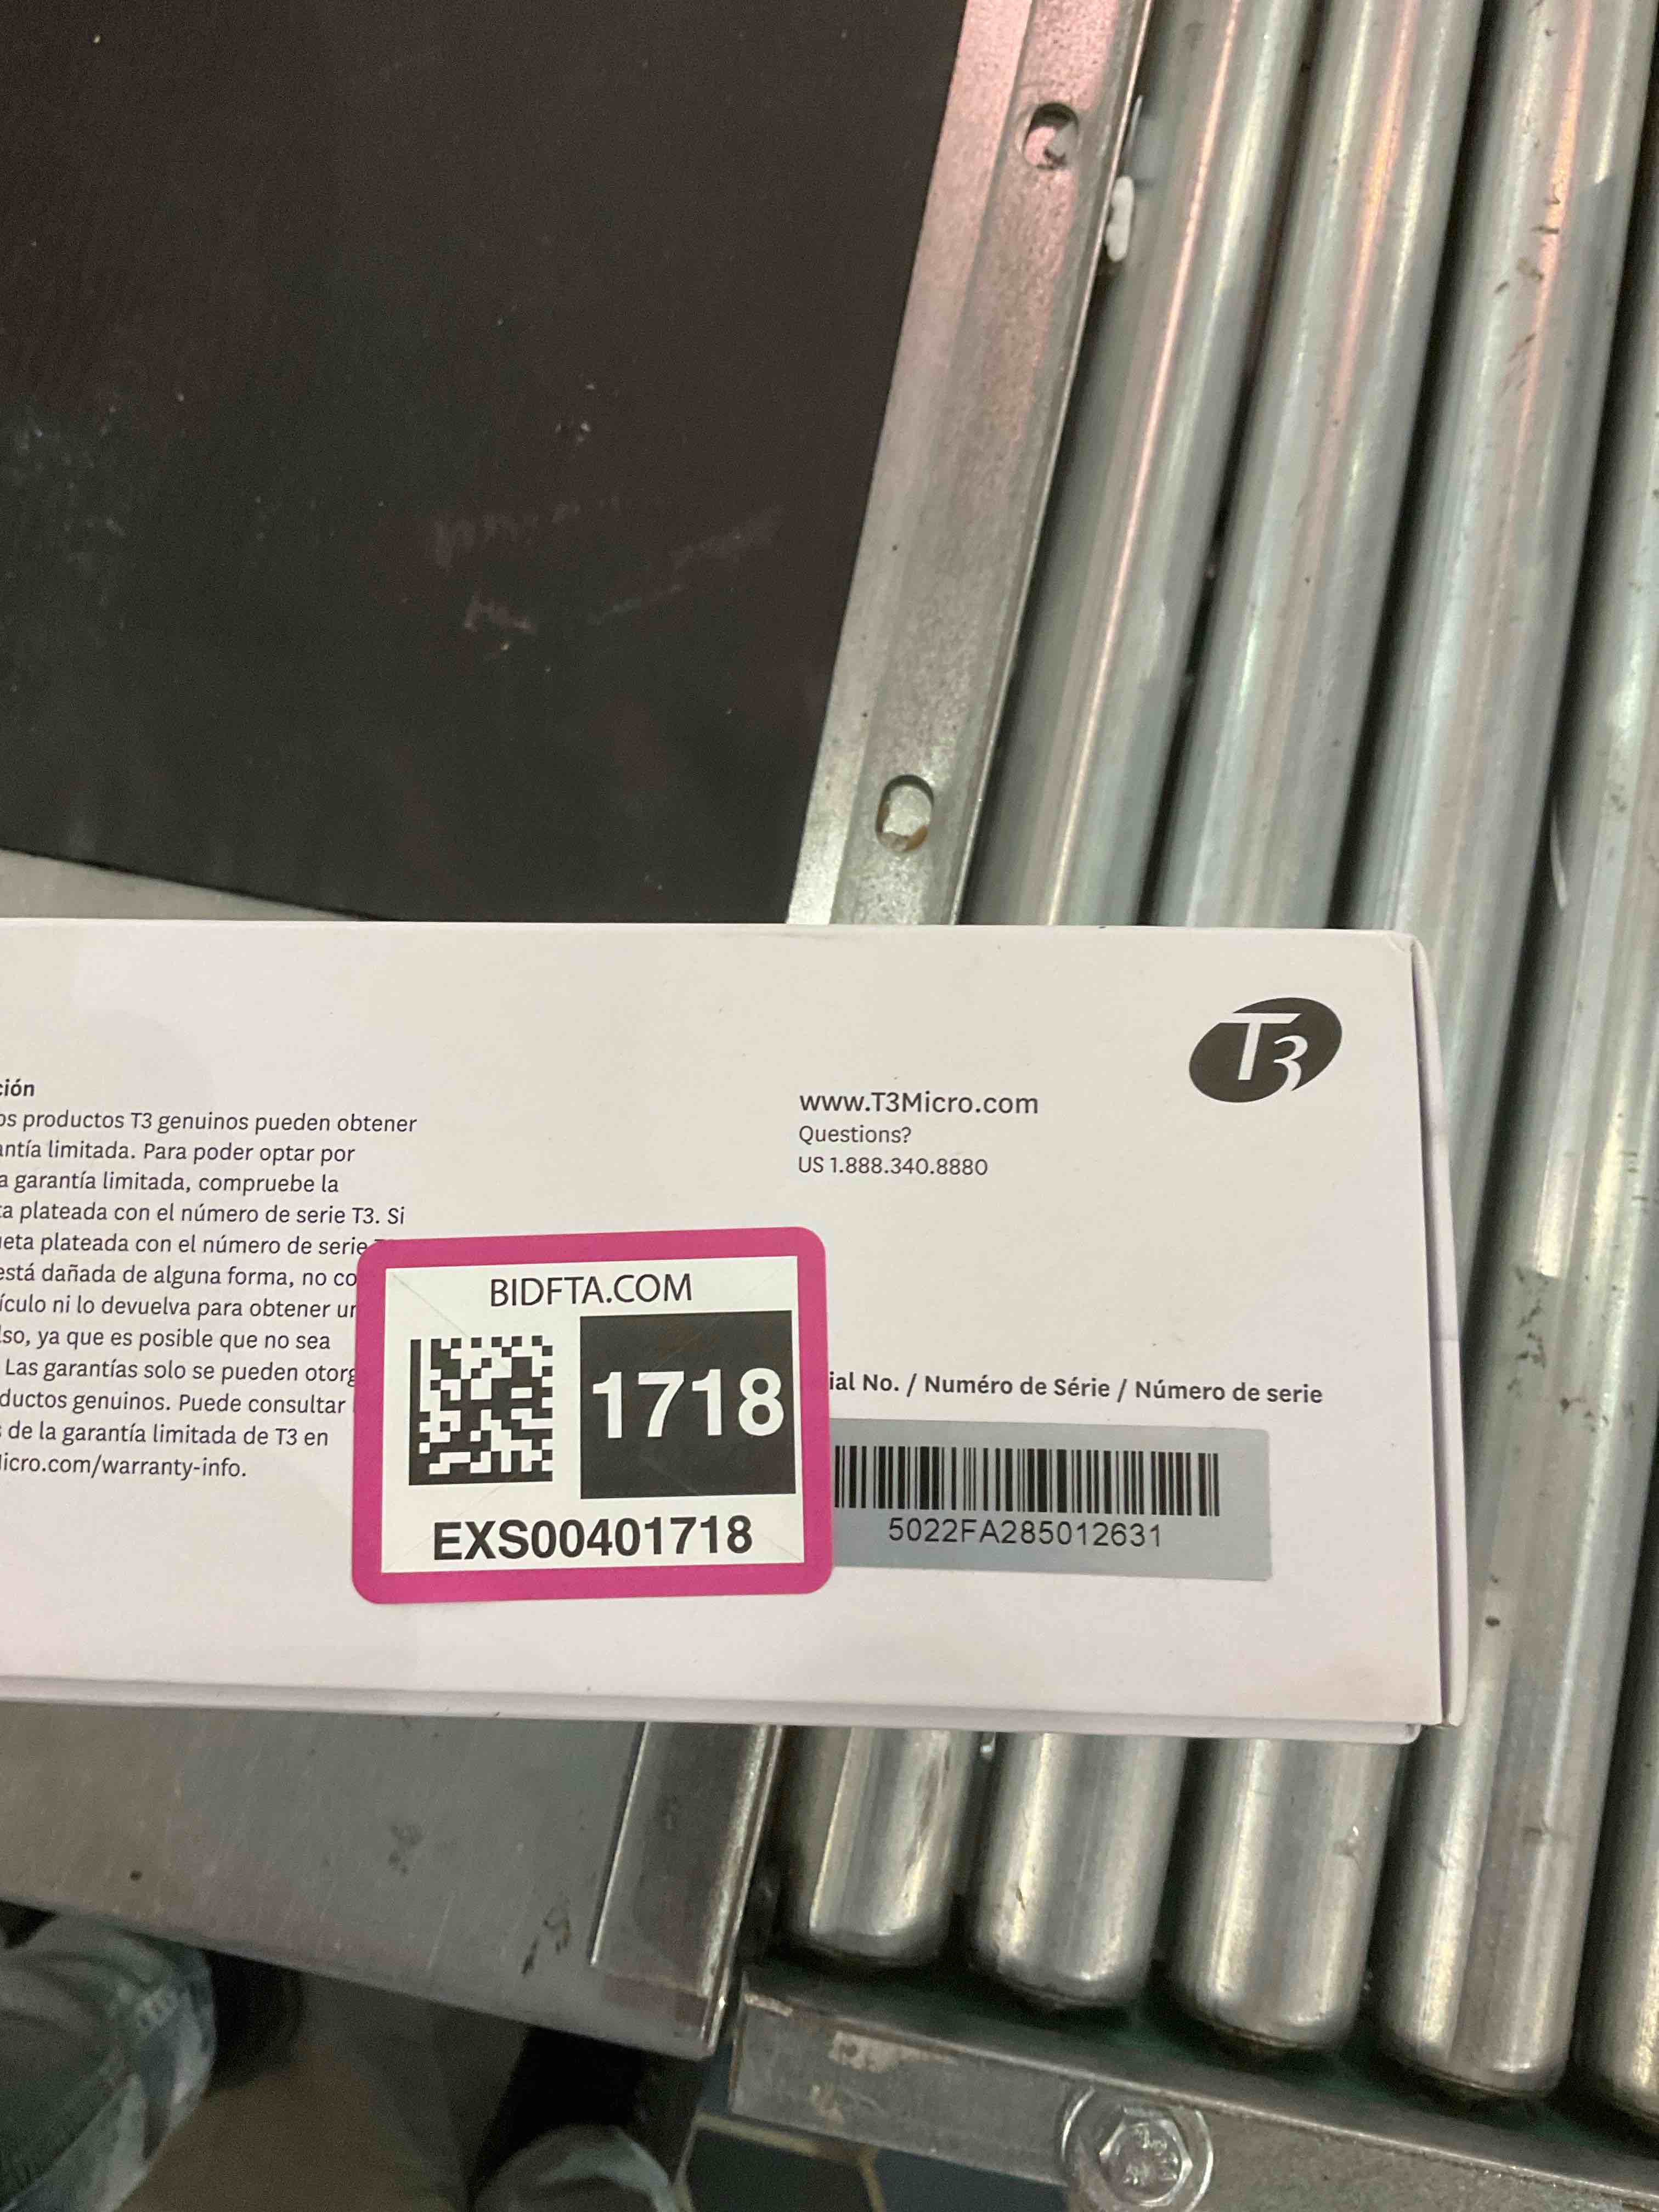 ción
os productos T3 genuinos pueden obtener
antía limitada. Para poder optar por
a garantía limitada, compruebe la
ta plateada con el número de serie T3. Si
ueta plateada con el número de serie
está dañada de alguna forma, no co
ículo ni lo devuelva para obtener un
lso, ya que es posible que no sea
Las garantías solo se pueden otorg
ductos genuinos. Puede consultar
de la garantía limitada de T3 en
icro.com/warranty-info.
T3
www.T3Micro.com
Questions?
US 1.888.340.8880
BIDFTA.COM
1718
EXS00401718
ial No. / Numéro de Série / Número de serie
5022FA285012631